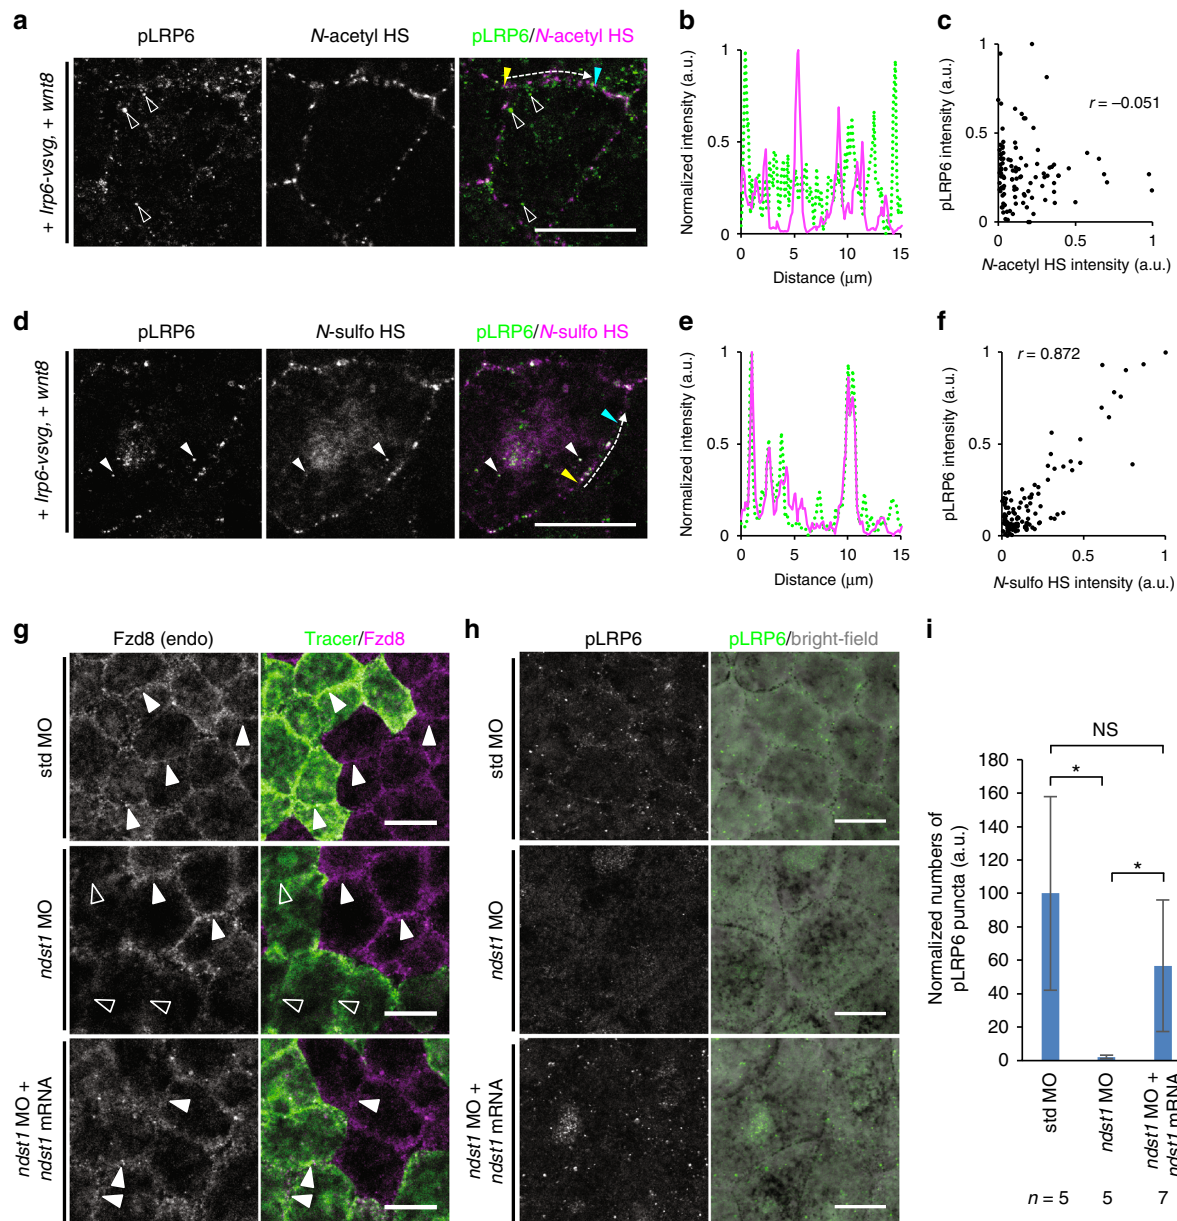 a
pLRP6
N-acetyl HS
pLRP6/N-acetyl HS
+ lrp6-vsvg, + wnt8
b
Normalized intensity (a.u.)
1
0.5
0
0 5 10 15
Distance (μm)
c
pLRP6 intensity (a.u.)
1
0.5
0
r = –0.051
0 0.5 1
N-acetyl HS intensity (a.u.)
d
pLRP6
N-sulfo HS
pLRP6/N-sulfo HS
+ lrp6-vsvg, + wnt8
e
Normalized intensity (a.u.)
1
0.5
0
0 5 10 15
Distance (μm)
f
pLRP6 intensity (a.u.)
1
0.5
0
r = 0.872
0 0.5 1
N-sulfo HS intensity (a.u.)
g
Fzd8 (endo)
Tracer/Fzd8
std MO
ndst1 MO
ndst1 MO +
ndst1 mRNA
h
pLRP6
pLRP6/bright-field
std MO
ndst1 MO
ndst1 MO +
ndst1 mRNA
i
Normalized numbers of
pLRP6 puncta (a.u.)
180
160
140
120
100
80
60
40
20
0
NS
*
*
std MO
ndst1 MO
ndst1 MO +
ndst1 mRNA
n = 5 5 7